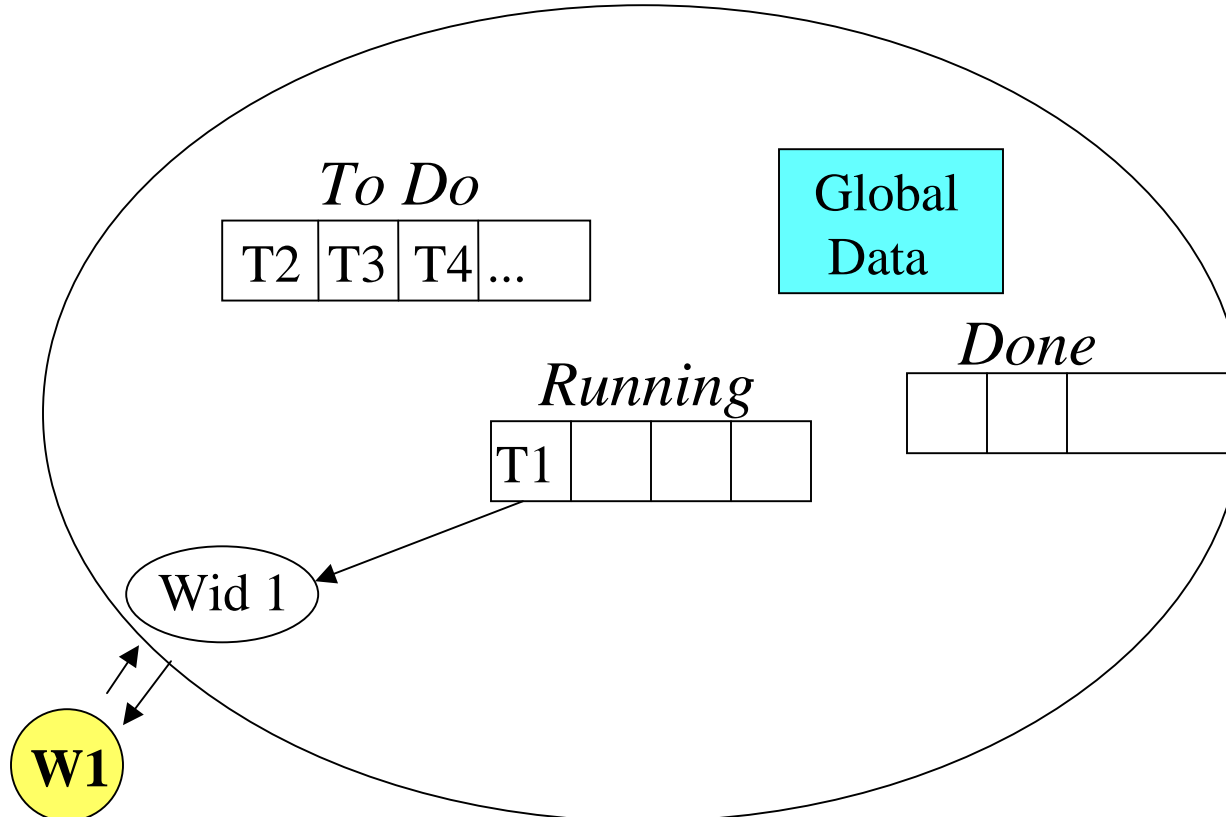 To Do
T2 T3 T4 ...
Global
Data
Done
Running
T1
Wid 1
W1